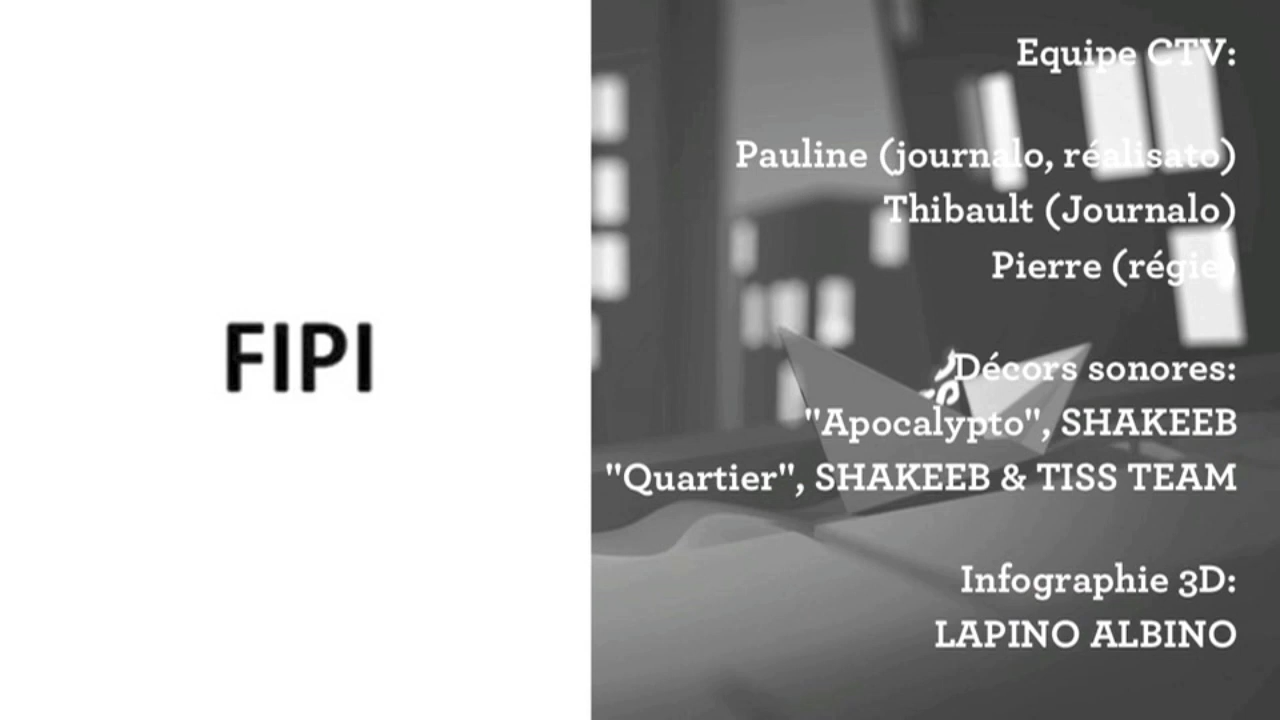 FIPI
Equipe CTV:
Pauline (journalo, réalisato)
Thibault (Journalo)
Pierre (régie)
Décors sonores:
"Apocalypto", SHAKEEB
"Quartier", SHAKEEB & TISS TEAM
Infographie 3D:
LAPINO ALBINO